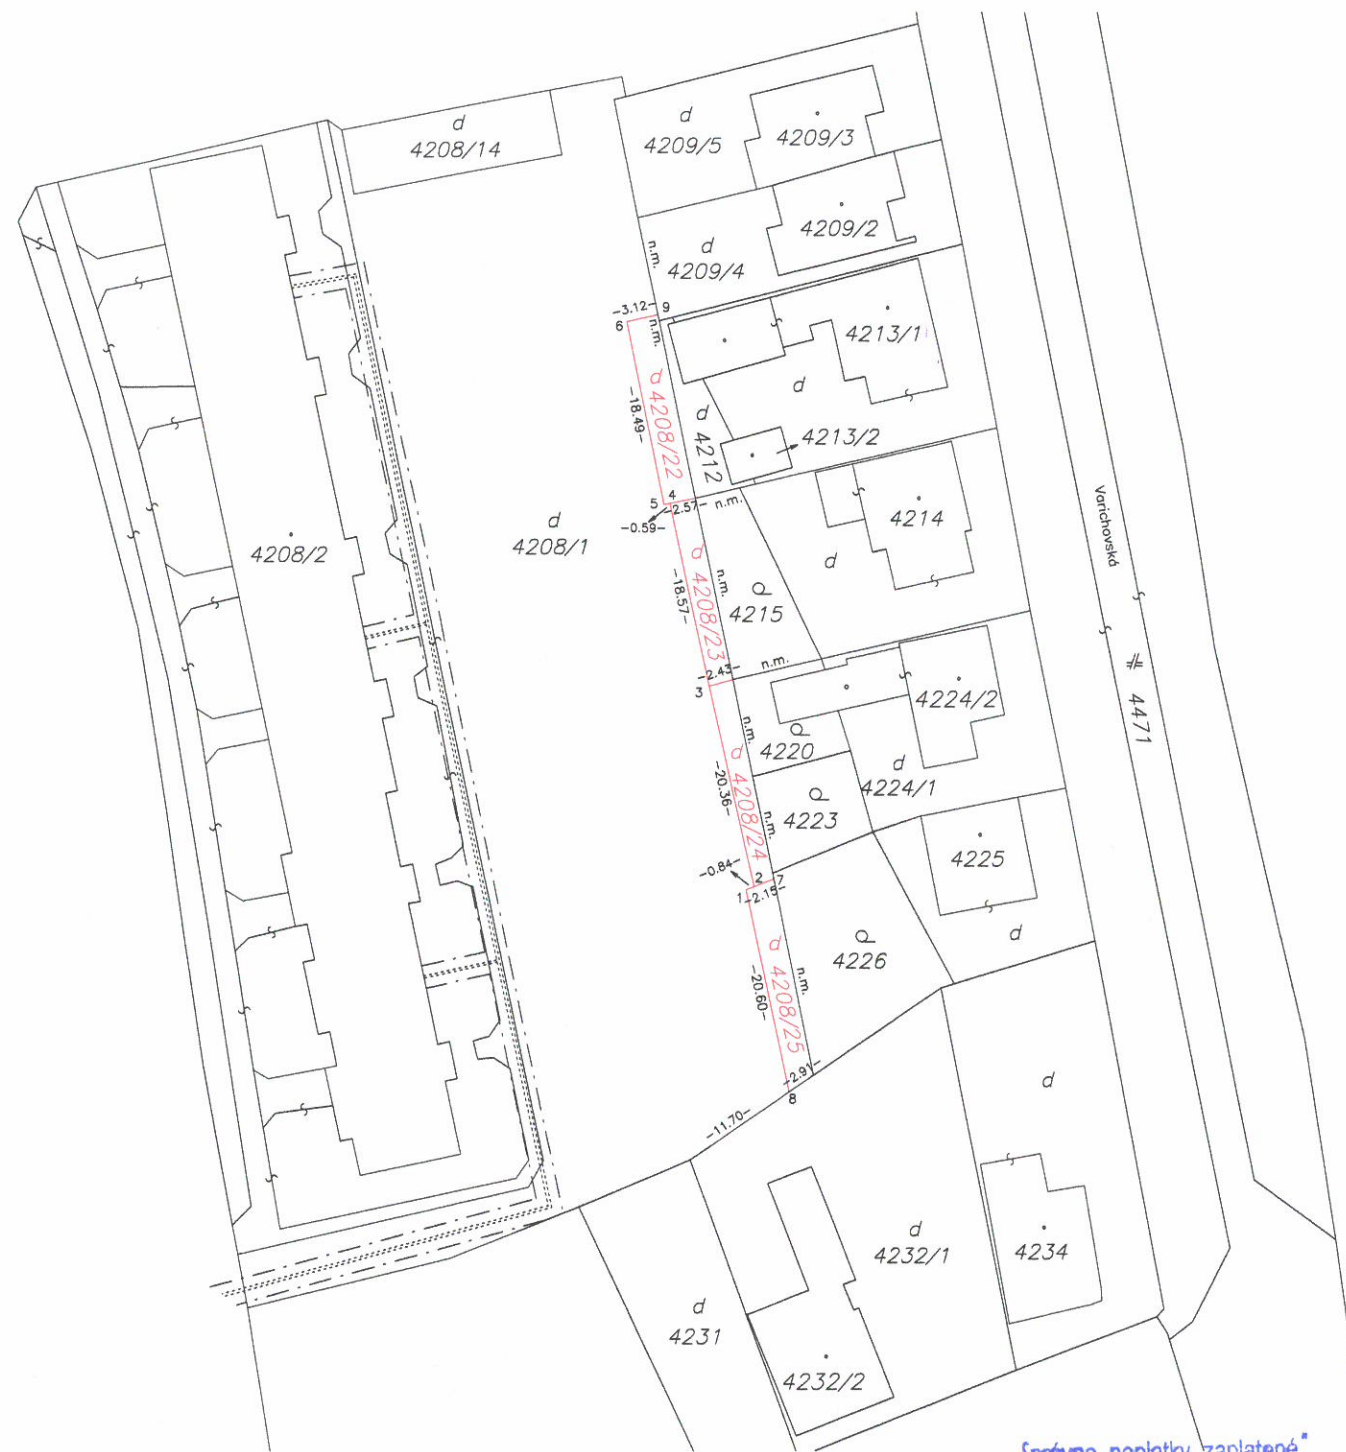 d
4208/14
d
4209/5
4209/3
4209/2
d
4209/4
n.m.
-3.12-
9
6
n.m.
4213/1
d
d 4208/22
-18.49-
d 4212
4213/2
4
5
-2.57-
n.m.
-0.59-
4214
d
4208/1
4208/2
d
Varichovská
d 4208/23
n.m.
-18.57-
d
4215
-2.43-
n.m.
3
# 4471
4224/2
n.m.
d
4220
d 4208/24
-20.36-
d
4224/1
n.m.
d
4223
4225
-0.84-
2
7
1
-2.15-
d
4226
d
d 4208/25
-20.60-
n.m.
-2.91-
8
d
-11.70-
d
4232/1
4234
d
4231
4232/2
poplatky zaplatené"